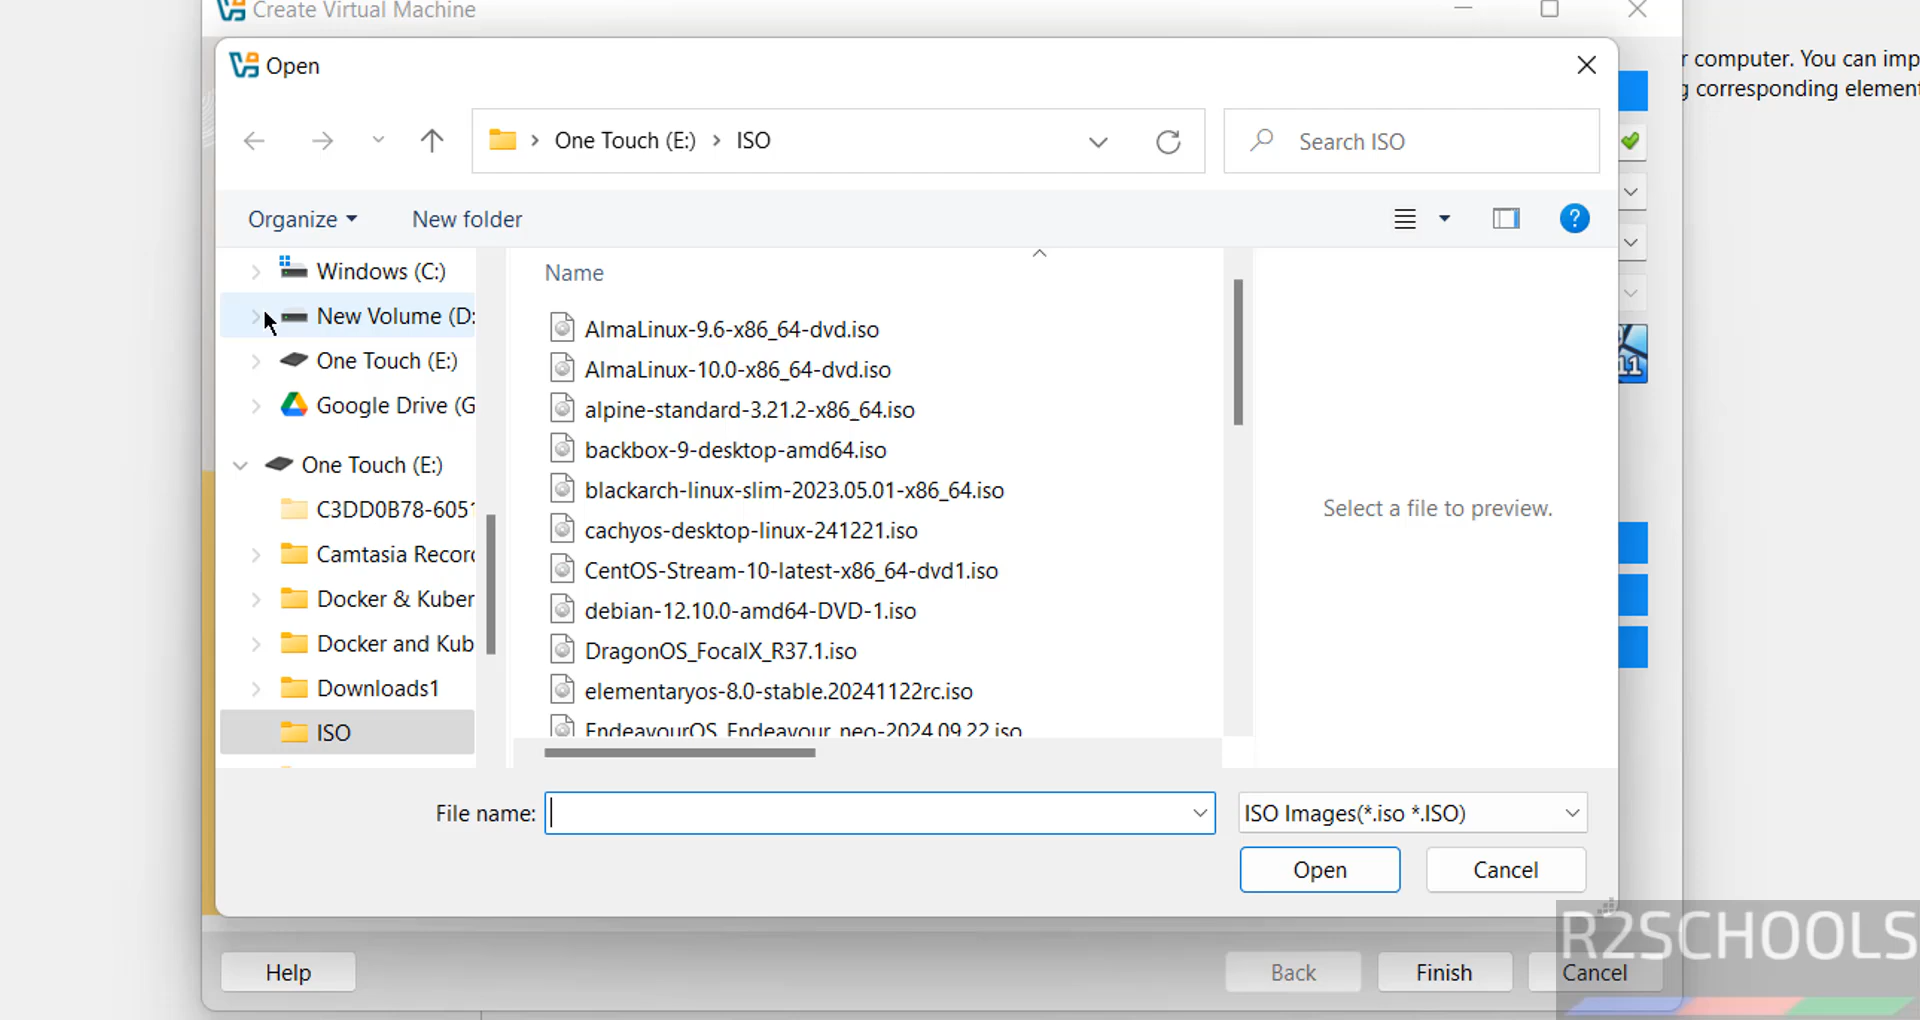 Create Virtual Machine
r computer. You can imp
g corresponding element
Open
One Touch (E:) > ISO
Search ISO
Organize
New folder
Windows (C:)
New Volume (D:
One Touch (E:)
Google Drive (G
One Touch (E:)
C3DD0B78-6051
Camtasia Recor
Docker & Kuber
Docker and Kub
Downloads1
ISO
Name
AlmaLinux-9.6-x86_64-dvd.iso
AlmaLinux-10.0-x86_64-dvd.iso
alpine-standard-3.21.2-x86_64.iso
backbox-9-desktop-amd64.iso
blackarch-linux-slim-2023.05.01-x86_64.iso
cachyos-desktop-linux-241221.iso
CentOS-Stream-10-latest-x86_64-dvd1.iso
debian-12.10.0-amd64-DVD-1.iso
DragonOS_FocalX_R37.1.iso
elementaryos-8.0-stable.20241122rc.iso
EndeavourOS_Endeavour_neo-2024.09.22.iso
Select a file to preview.
11
File name:
ISO Images(*.iso *.ISO)
Open
Cancel
Help
Back
Finish
Cancel
R2SCHOOLS